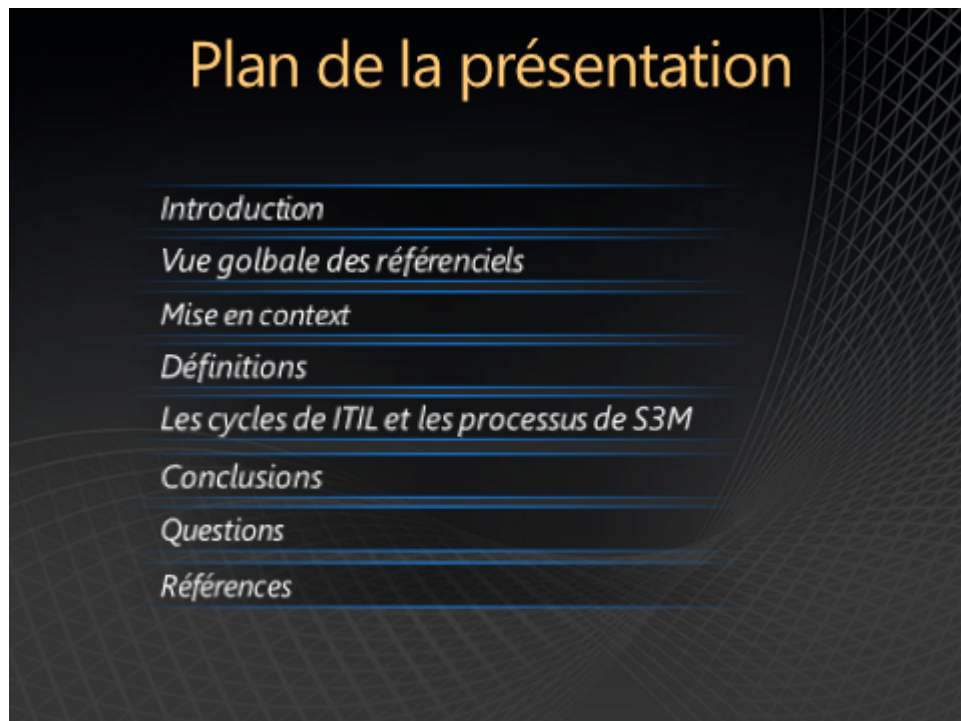 Plan de la présentation
Introduction
Vue golbale des référenciels
Mise en context
Définitions
Les cycles de ITIL et les processus de S3M
Conclusions
Questions
Références